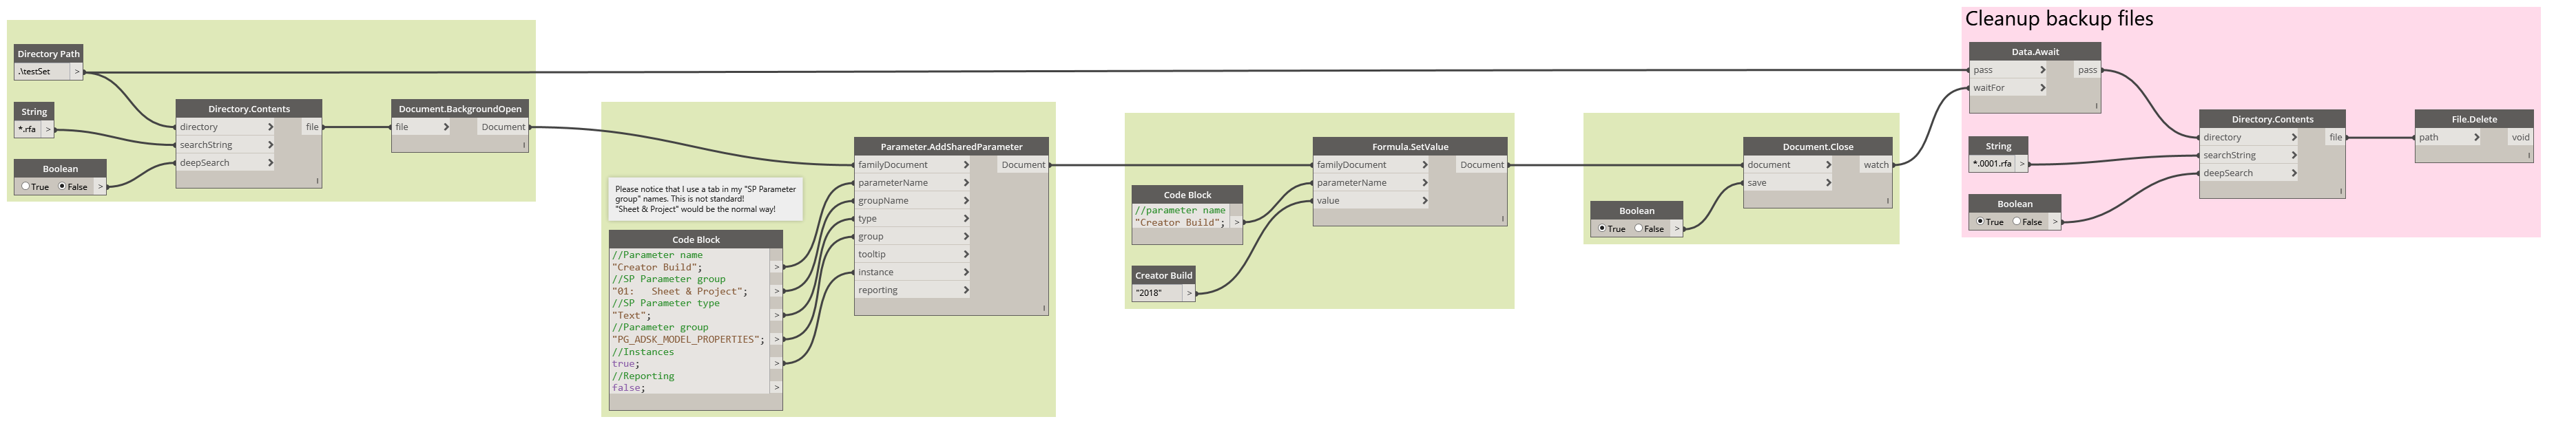 Directory Path
.\testSet >
String
*.rfa >
Boolean
True False >
Directory.Contents
directory > file
searchString >
deepSearch >
l
Document.BackgroundOpen
file > Document
l
Please notice that I use a tab in my "SP Parameter
group" names. This is not standard!
"Sheet & Project" would be the normal way!
Code Block
//Parameter name
"Creator Build"; >
//SP Parameter group
"01:   Sheet & Project"; >
//SP Parameter type
"Text"; >
//Parameter group
"PG_ADSK_MODEL_PROPERTIES"; >
//Instances
true; >
//Reporting
false; >
Parameter.AddSharedParameter
familyDocument > Document
parameterName >
groupName >
type >
group >
tooltip >
instance >
reporting >
l
Code Block
//parameter name
"Creator Build"; >
Creator Build
"2018" >
Formula.SetValue
familyDocument > Document
parameterName >
value >
l
Boolean
True False >
Document.Close
document > watch
save >
l
Cleanup backup files
Data.Await
pass > pass
waitFor >
l
String
*.0001.rfa >
Boolean
True False >
Directory.Contents
directory > file
searchString >
deepSearch >
l
File.Delete
path > void
l